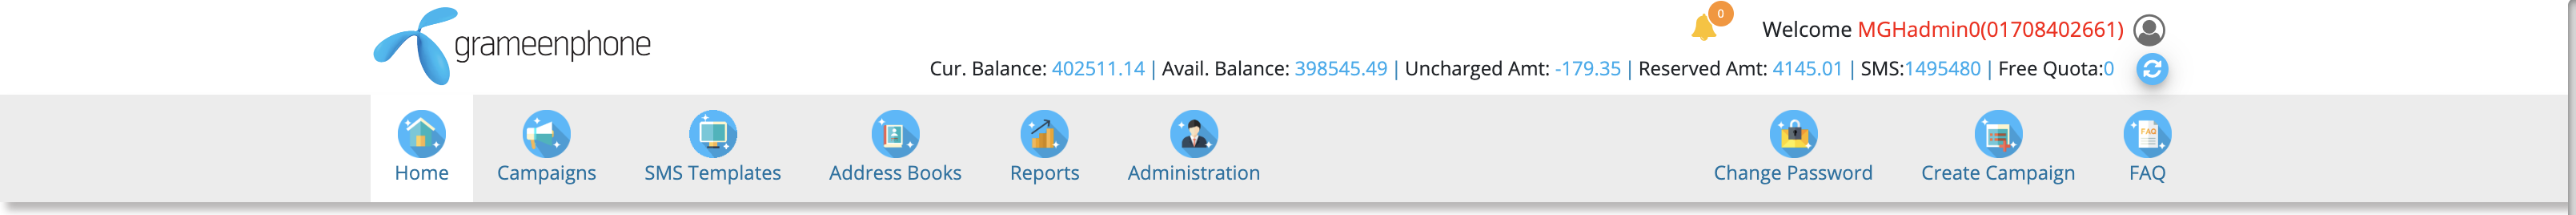 grameenphone
0
Welcome MGHadmin0(01708402661)
Cur. Balance: 402511.14 | Avail. Balance: 398545.49 | Uncharged Amt: -179.35 | Reserved Amt: 4145.01 | SMS:1495480 | Free Quota:0
FAQ
Home Campaigns SMS Templates Address Books Reports Administration Change Password Create Campaign FAQ